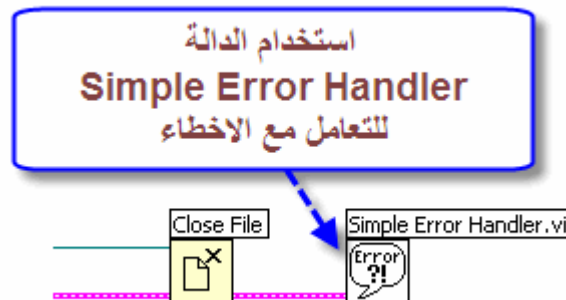 استخدام الدالة
Simple Error Handler
للتعامل مع الاخطاء
Close File
Simple Error Handler.vi
Error
?!